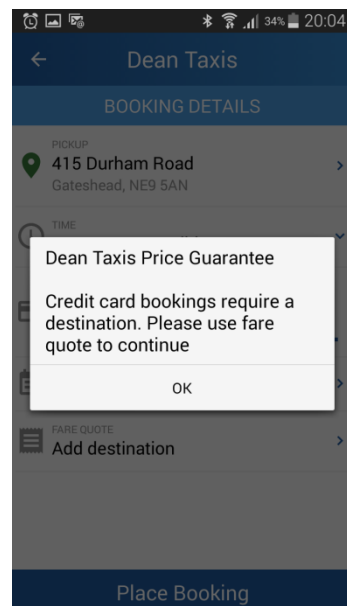 34% 20:04
Dean Taxis
BOOKING DETAILS
PICKUP
415 Durham Road
Gateshead, NE9 5AN
TIME
Dean Taxis Price Guarantee
Credit card bookings require a
destination. Please use fare
quote to continue
OK
FARE QUOTE
Add destination
Place Booking